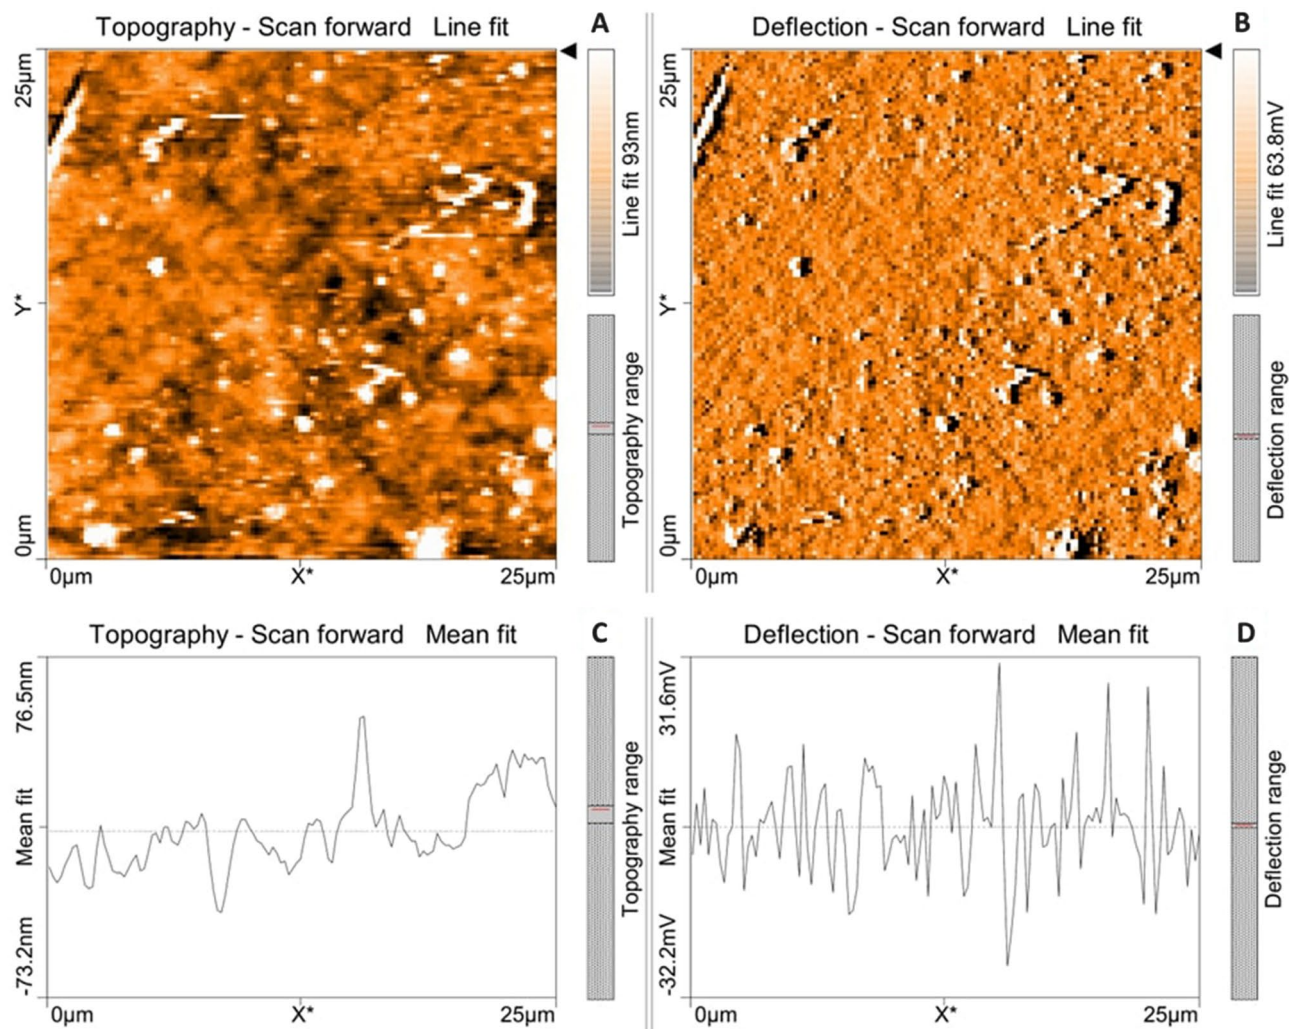 Topography - Scan forward Line fit A
25µm
Y*
0µm
0µm X* 25µm
Line fit 93nm
Topography range
Deflection - Scan forward Line fit B
25µm
Y*
0µm
0µm X* 25µm
Line fit 63.8mV
Deflection range
Topography - Scan forward Mean fit C
76.5nm
Mean fit
-73.2nm
0µm X* 25µm
Topography range
Deflection - Scan forward Mean fit D
31.6mV
Mean fit
-32.2mV
0µm X* 25µm
Deflection range